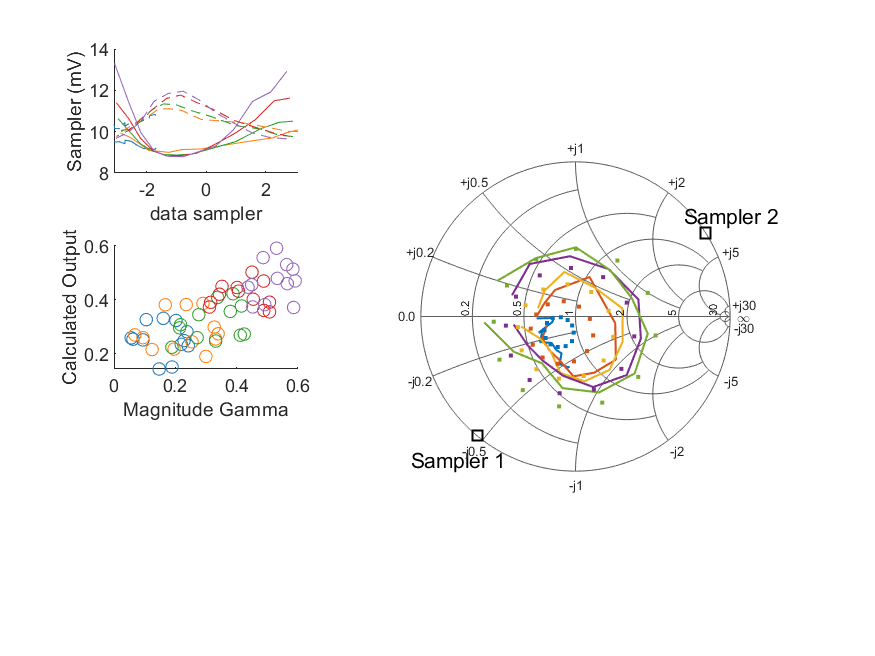 14
12
10
8
Sampler (mV)
-2 0 2
data sampler
0.6
0.4
0.2
Calculated Output
0 0.2 0.4 0.6
Magnitude Gamma
+j1
+j0.5
+j2
Sampler 2
+j0.2
+j5
0.0
0.2
0.5
1
2
5
30
+j30
∞
-j30
-j0.2
-j5
-j0.5
-j2
Sampler 1
-j1